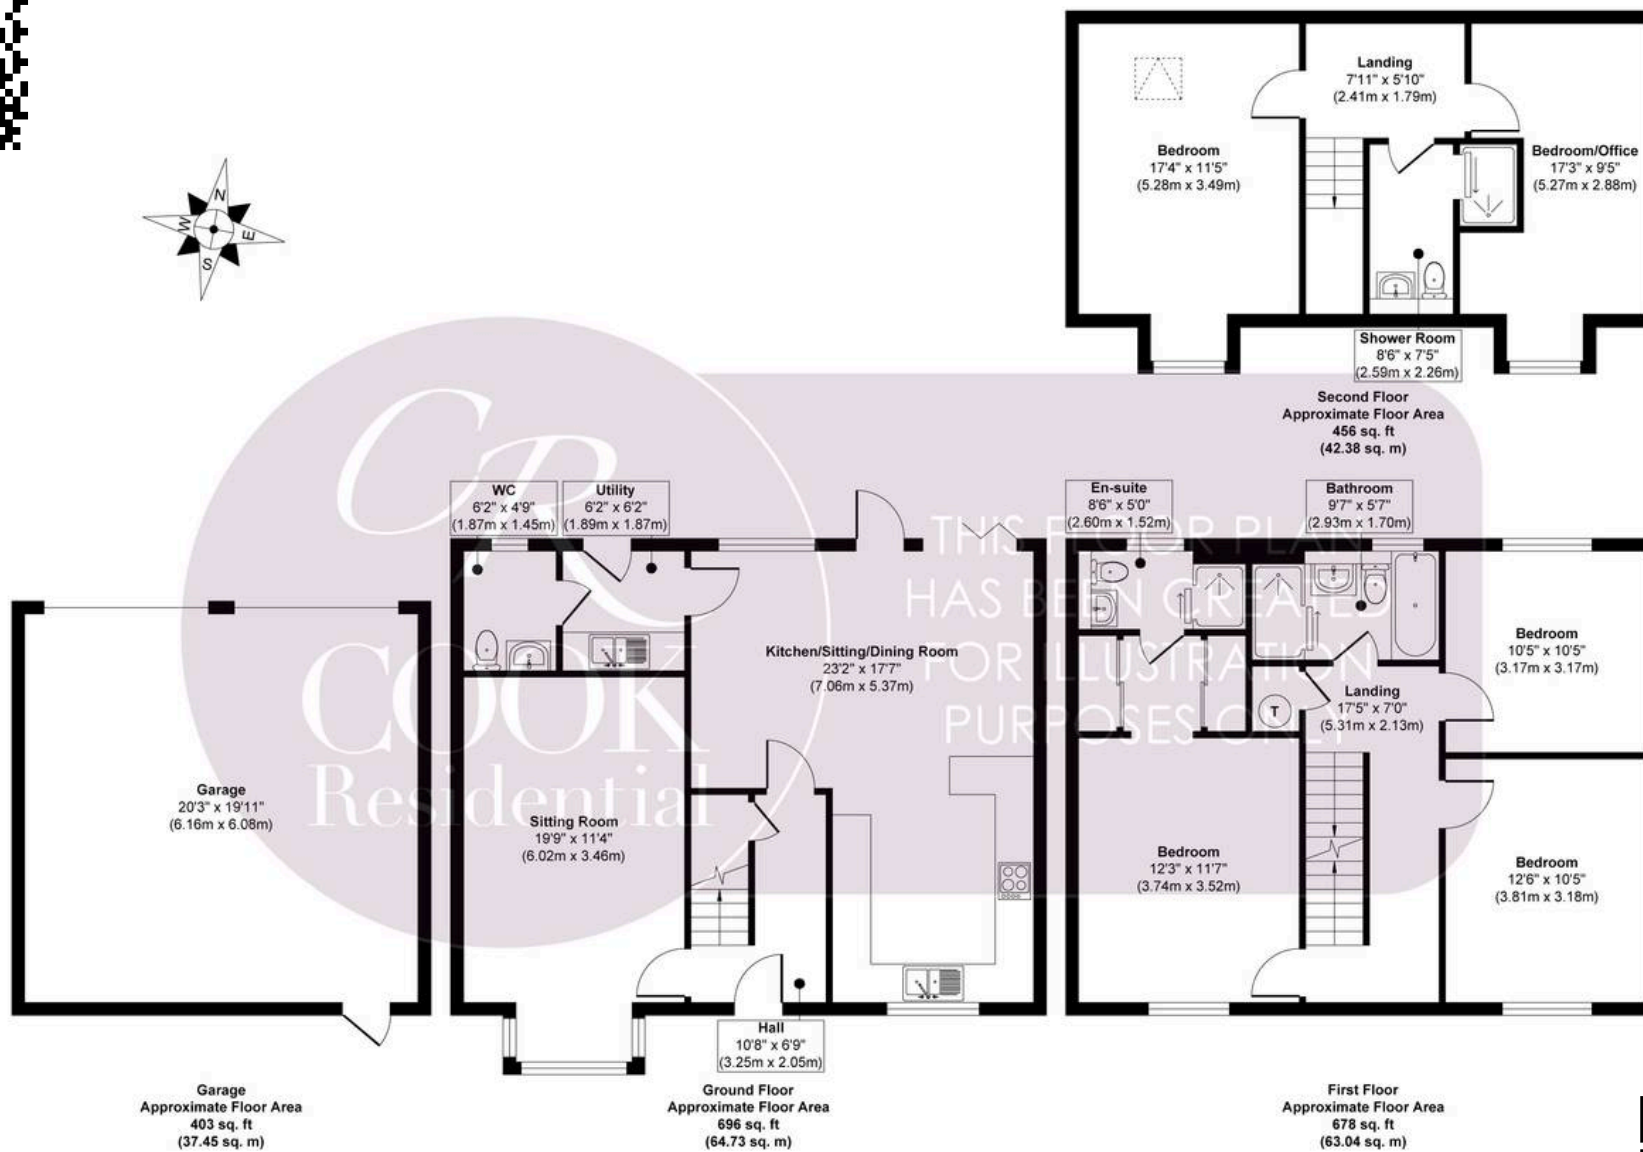 Landing
7'11" x 5'10"
(2.41m x 1.79m)
Bedroom
17'4" x 11'5"
(5.28m x 3.49m)
Bedroom/Office
17'3" x 9'5"
(5.27m x 2.88m)
N
W
E
S
Shower Room
8'6" x 7'5"
(2.59m x 2.26m)
Second Floor
Approximate Floor Area
456 sq. ft
(42.38 sq. m)
CR
COOK
Residential
THIS FLOOR PLAN
HAS BEEN CREATED
FOR ILLUSTRATION
PURPOSES ONLY
WC
6'2" x 4'9"
(1.87m x 1.45m)
Utility
6'2" x 6'2"
(1.89m x 1.87m)
En-suite
8'6" x 5'0"
(2.60m x 1.52m)
Bathroom
9'7" x 5'7"
(2.93m x 1.70m)
Kitchen/Sitting/Dining Room
23'2" x 17'7"
(7.06m x 5.37m)
Bedroom
10'5" x 10'5"
(3.17m x 3.17m)
Landing
17'5" x 7'0"
(5.31m x 2.13m)
T
Garage
20'3" x 19'11"
(6.16m x 6.08m)
Sitting Room
19'9" x 11'4"
(6.02m x 3.46m)
Bedroom
12'3" x 11'7"
(3.74m x 3.52m)
Bedroom
12'6" x 10'5"
(3.81m x 3.18m)
Hall
10'8" x 6'9"
(3.25m x 2.05m)
Garage
Approximate Floor Area
403 sq. ft
(37.45 sq. m)
Ground Floor
Approximate Floor Area
696 sq. ft
(64.73 sq. m)
First Floor
Approximate Floor Area
678 sq. ft
(63.04 sq. m)